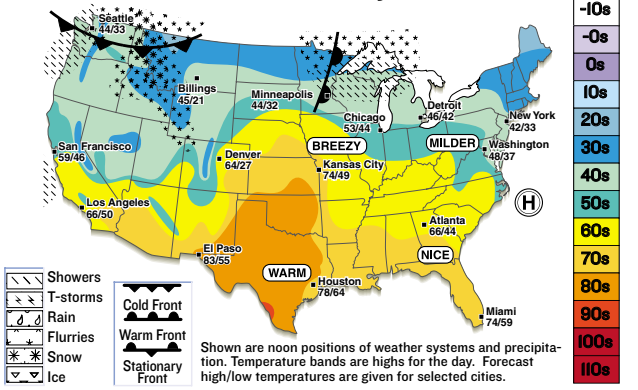 Seattle
44/33
Billings
45/21
Minneapolis
44/32
Chicago
53/44
Detroit
46/42
New York
42/33
Washington
48/37
San Francisco
59/46
Denver
64/27
BREEZY
MILDER
Kansas City
74/49
Los Angeles
66/50
El Paso
83/55
Atlanta
66/44
NICE
WARM
Houston
78/64
Miami
74/59
H
-10s
-0s
0s
10s
20s
30s
40s
50s
60s
70s
80s
90s
100s
110s
Showers
T-storms
Rain
Flurries
Snow
Ice
Cold Front
Warm Front
Stationary
Front
Shown are noon positions of weather systems and precipita-
tion. Temperature bands are highs for the day. Forecast
high/low temperatures are given for selected cities.